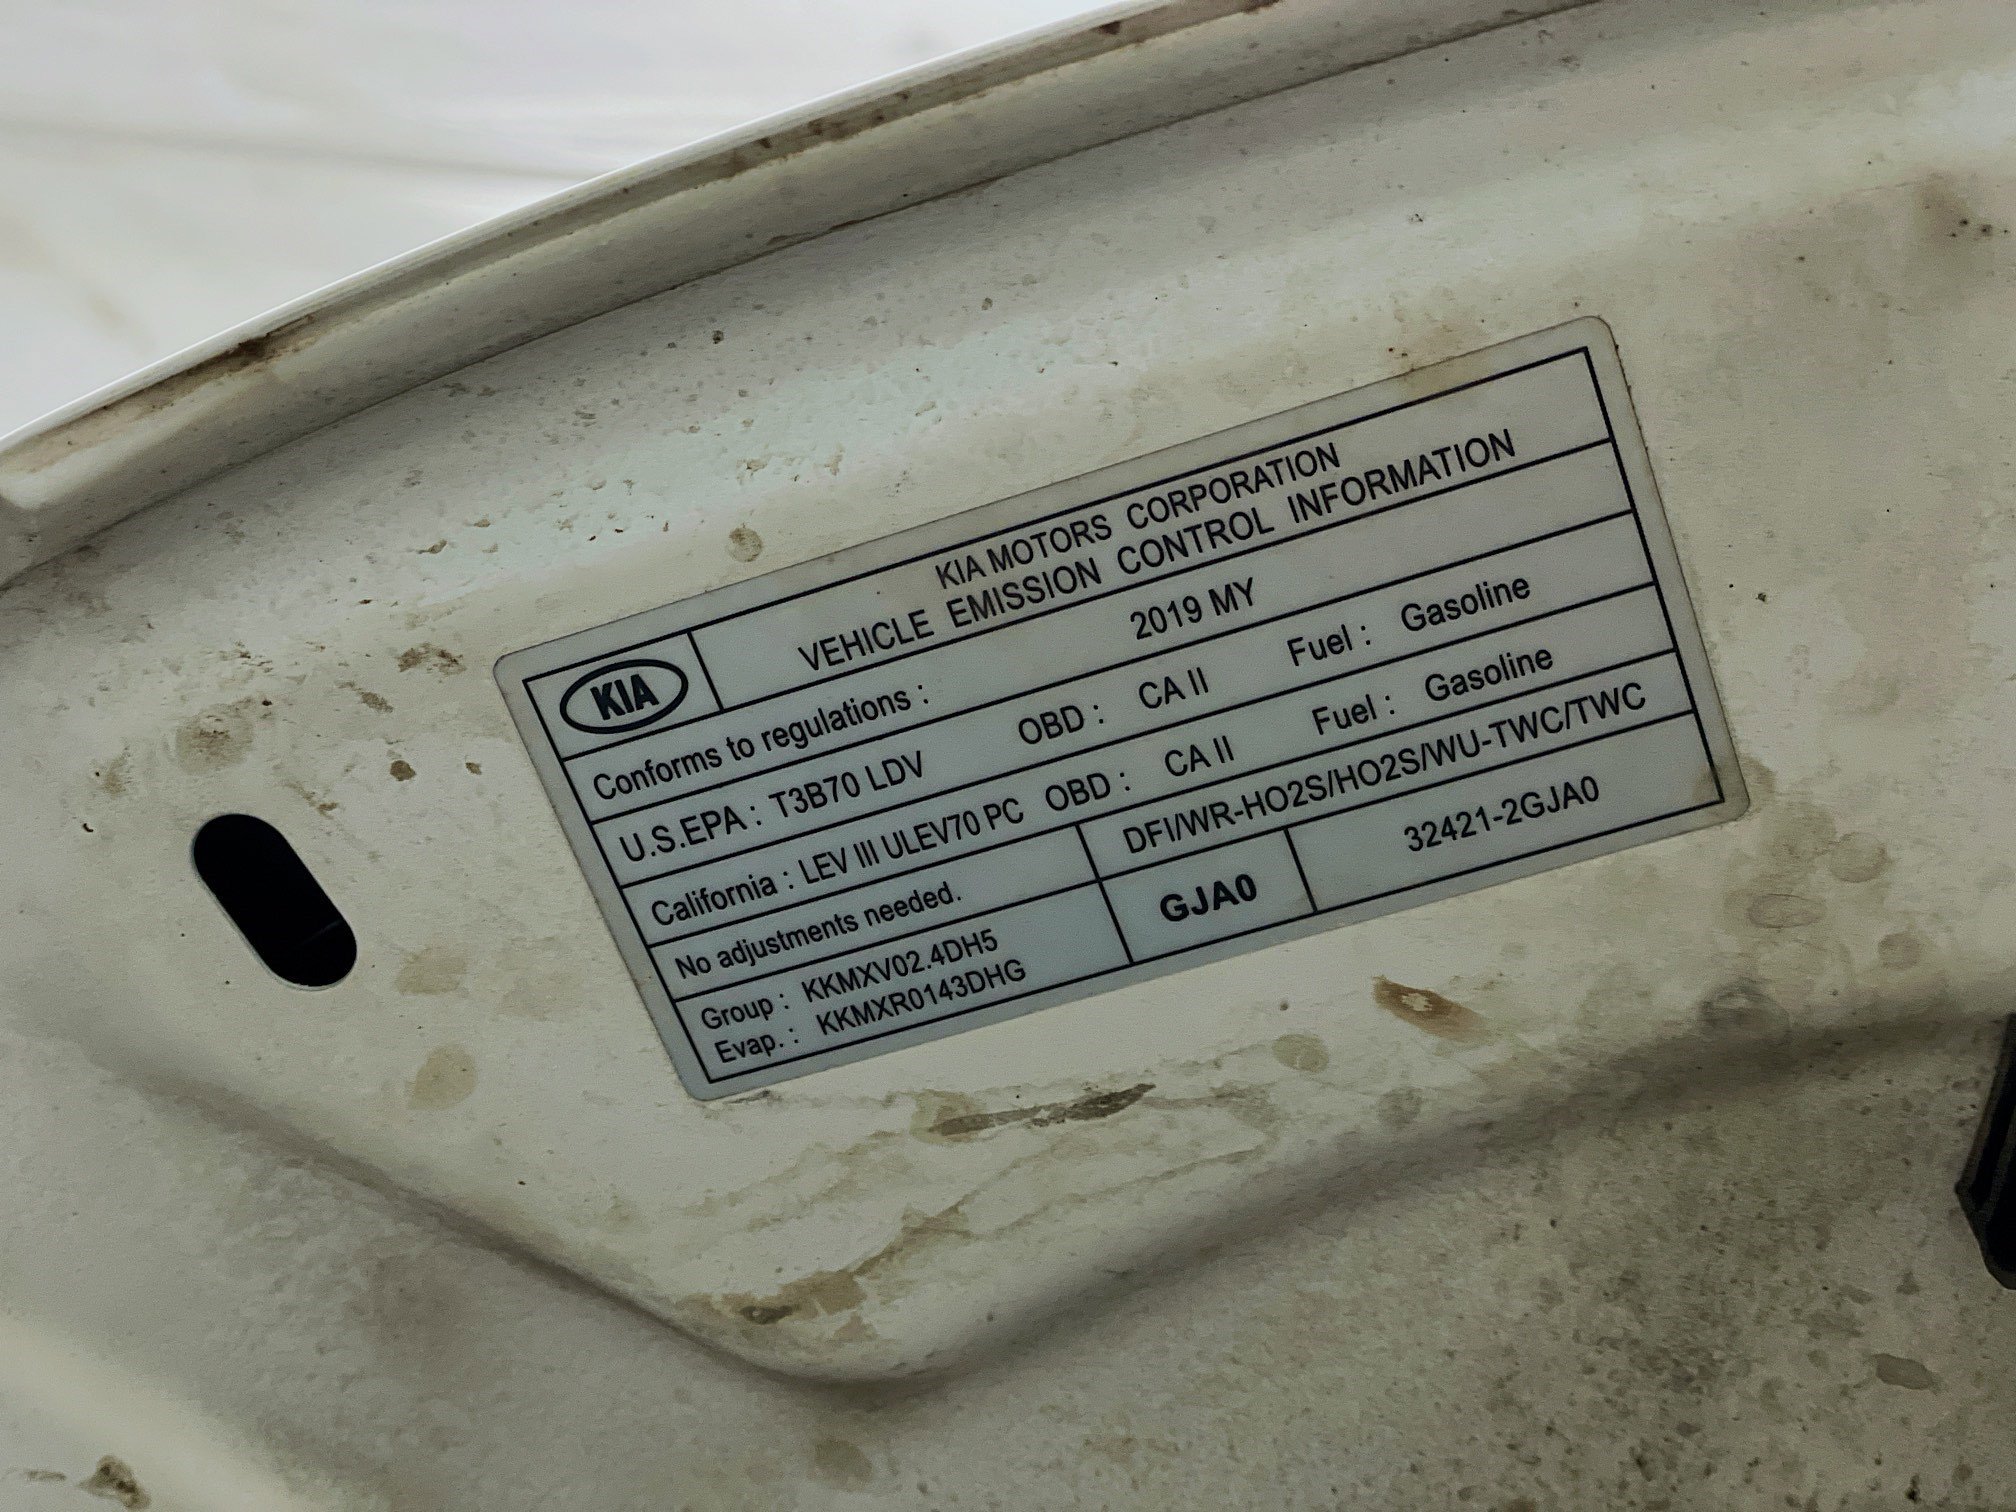 KIA
KIA MOTORS CORPORATION
VEHICLE EMISSION CONTROL INFORMATION
Conforms to regulations : 2019 MY
U.S.EPA : T3B70 LDV OBD : CA II Fuel : Gasoline
California : LEV III ULEV70 PC OBD : CA II Fuel : Gasoline
No adjustments needed. DFI/WR-HO2S/HO2S/WU-TWC/TWC
Group : KKMXV02.4DH5
Evap. : KKMXR0143DHG
GJA0
32421-2GJA0